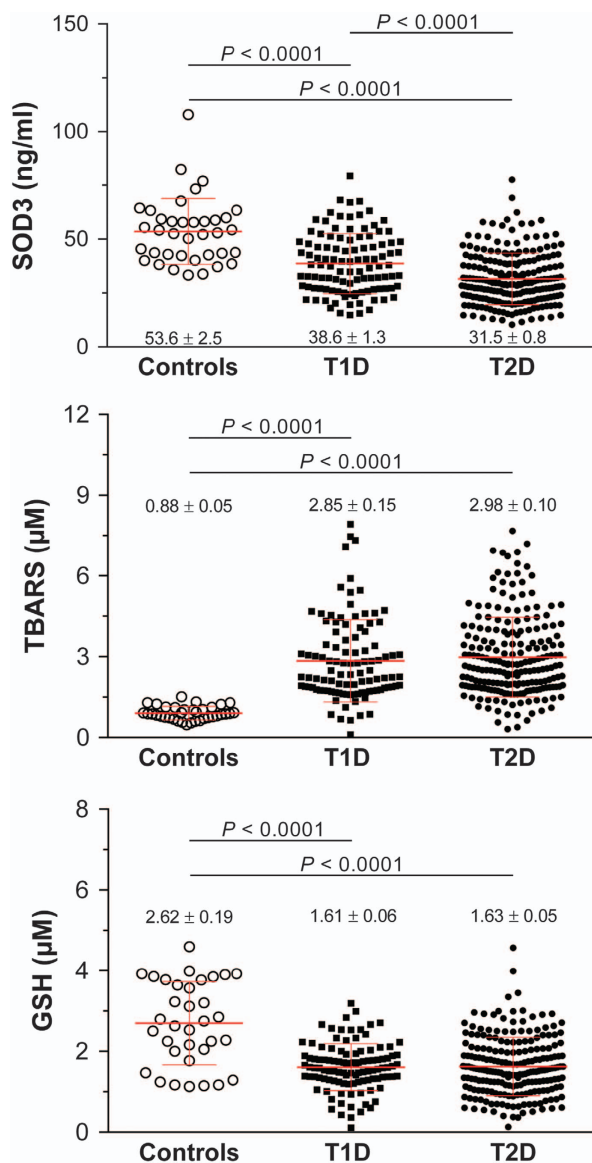 150
P < 0.0001
P < 0.0001
P < 0.0001
100
SOD3 (ng/ml)
50
0
53.6 ± 2.5 38.6 ± 1.3 31.5 ± 0.8
Controls T1D T2D
12
P < 0.0001
P < 0.0001
9
0.88 ± 0.05 2.85 ± 0.15 2.98 ± 0.10
TBARS (µM)
6
3
0
Controls T1D T2D
8
P < 0.0001
P < 0.0001
6
2.62 ± 0.19 1.61 ± 0.06 1.63 ± 0.05
GSH (µM)
4
2
0
Controls T1D T2D